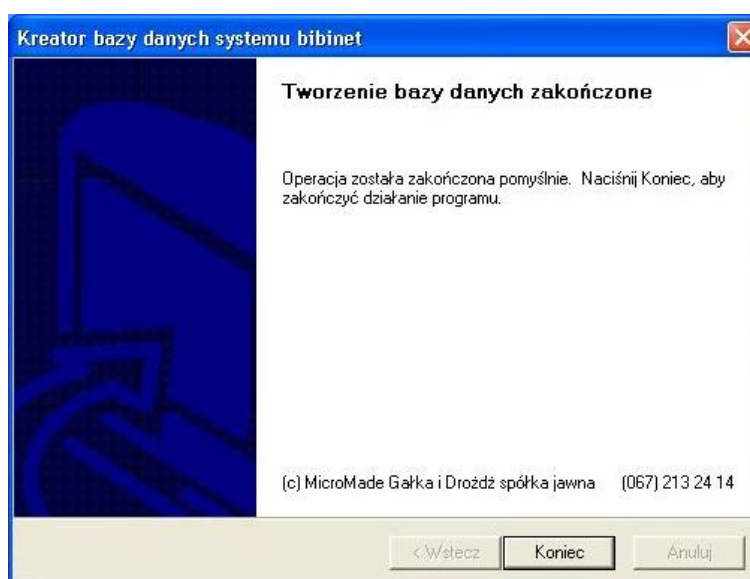 Kreator bazy danych systemu bibinet
Tworzenie bazy danych zakończone
Operacja została zakończona pomyślnie. Naciśnij Koniec, aby
zakończyć działanie programu.
(c) MicroMade Gałka i Drożdż spółka jawna (067) 213 24 14
< Wstecz Koniec Anuluj